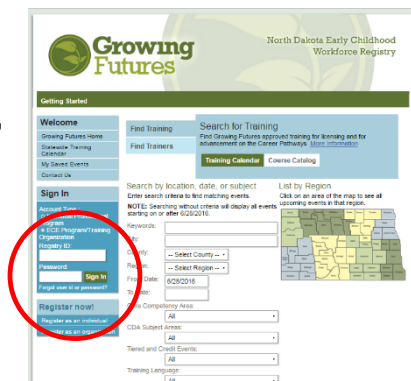 Growing
Futures
North Dakota Early Childhood
Workforce Registry
Getting Started
Welcome
Growing Futures Home
Statewide Training
Calendar
My Saved Events
Contact Us
Sign In
Account Type
Program
ECE Program/Training
Organization
Registry ID:
Password
Sign In
Forgot user id or password?
Register now!
Register as an individual
Register as an organization
Find Training
Find Trainers
Search for Training
Find Growing Futures approved training for licensing and for
advancement on the Career Pathways. More Information
Training Calendar Course Catalog
Search by location, date, or subject
Enter search criteria to find matching events.
NOTE: Searching without criteria will display all events
starting on or after 6/28/2016.
Keywords:
City:
County: -- Select County --
Region: -- Select Region --
From Date: 6/28/2016
To Date:
Core Competency Area:
All
CDA Subject Areas:
All
Tiered and Credit Events:
All
Training Language:
All
List by Region
Click on an area of the map to see all
upcoming events in that region.